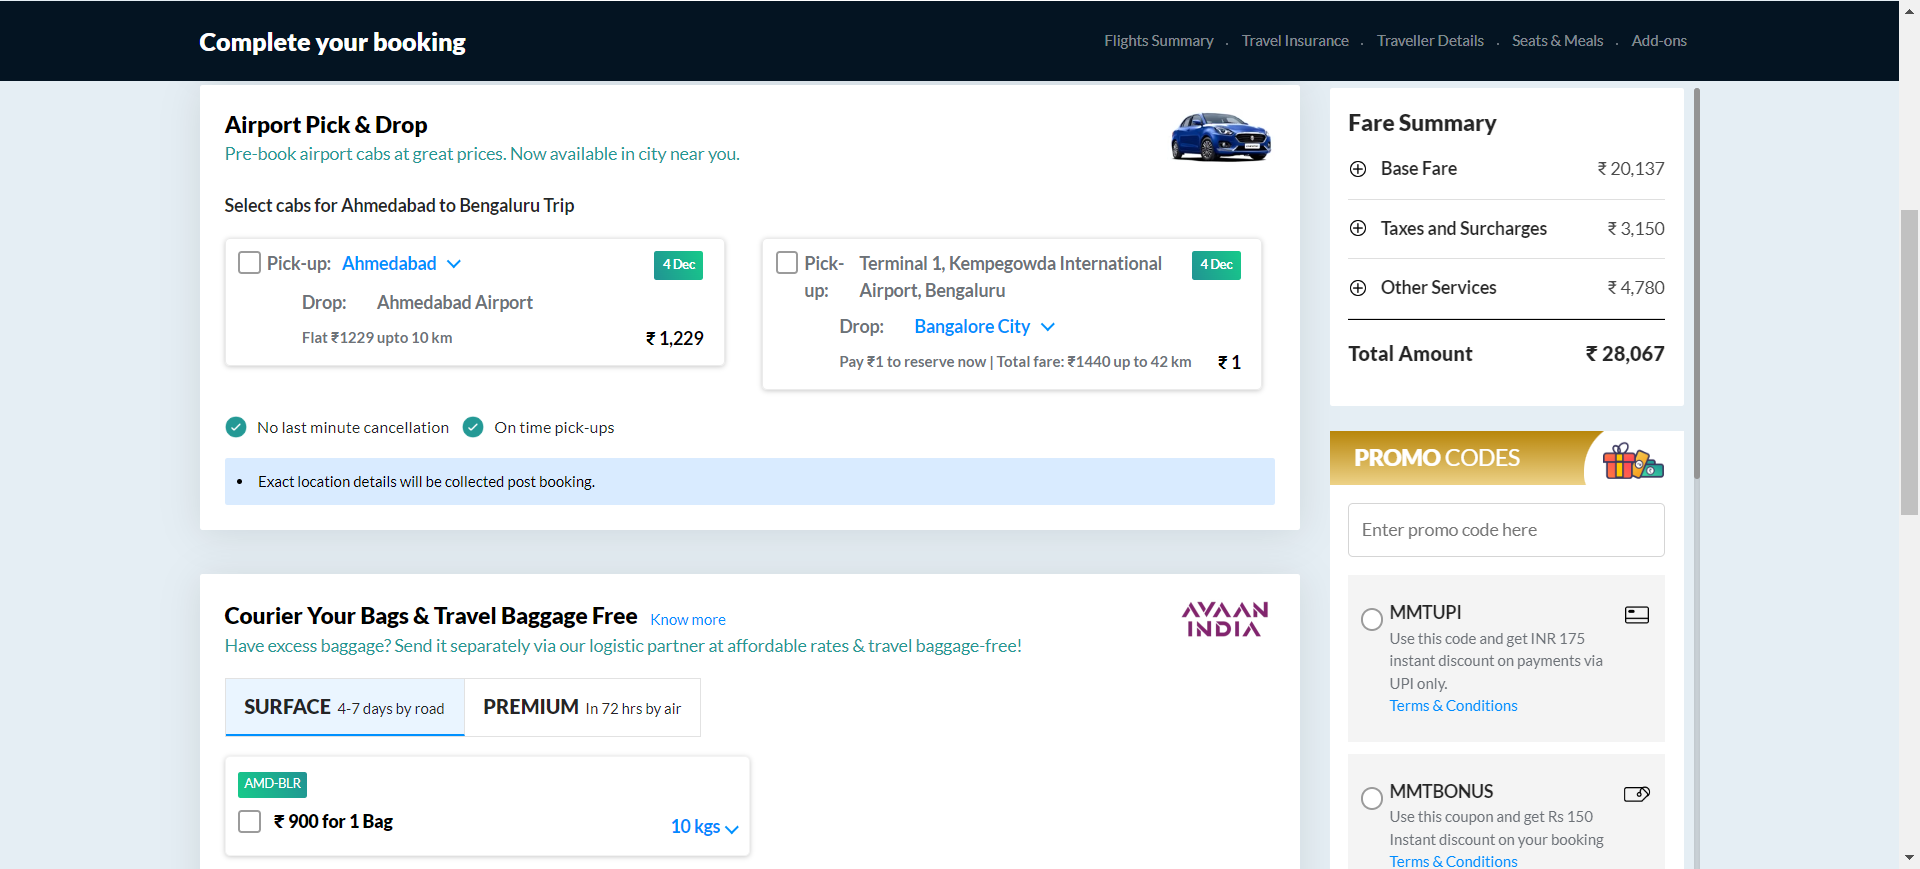 Complete your booking
Flights Summary . Travel Insurance . Traveller Details . Seats & Meals . Add-ons
Airport Pick & Drop
Pre-book airport cabs at great prices. Now available in city near you.
Select cabs for Ahmedabad to Bengaluru Trip
Pick-up: Ahmedabad
4 Dec
Drop: Ahmedabad Airport
Flat ₹1229 upto 10 km
₹ 1,229
Pick-up: Terminal 1, Kempegowda International
Airport, Bengaluru
4 Dec
Drop: Bangalore City
Pay ₹1 to reserve now | Total fare: ₹1440 up to 42 km
₹ 1
No last minute cancellation On time pick-ups
• Exact location details will be collected post booking.
Courier Your Bags & Travel Baggage Free Know more
Have excess baggage? Send it separately via our logistic partner at affordable rates & travel baggage-free!
AVAAN
INDIA
SURFACE 4-7 days by road
PREMIUM In 72 hrs by air
AMD-BLR
₹ 900 for 1 Bag
10 kgs
Fare Summary
Base Fare ₹ 20,137
Taxes and Surcharges ₹ 3,150
Other Services ₹ 4,780
Total Amount ₹ 28,067
PROMO CODES
Enter promo code here
MMTUPI
Use this code and get INR 175
instant discount on payments via
UPI only.
Terms & Conditions
MMTBONUS
Use this coupon and get Rs 150
Instant discount on your booking
Terms & Conditions